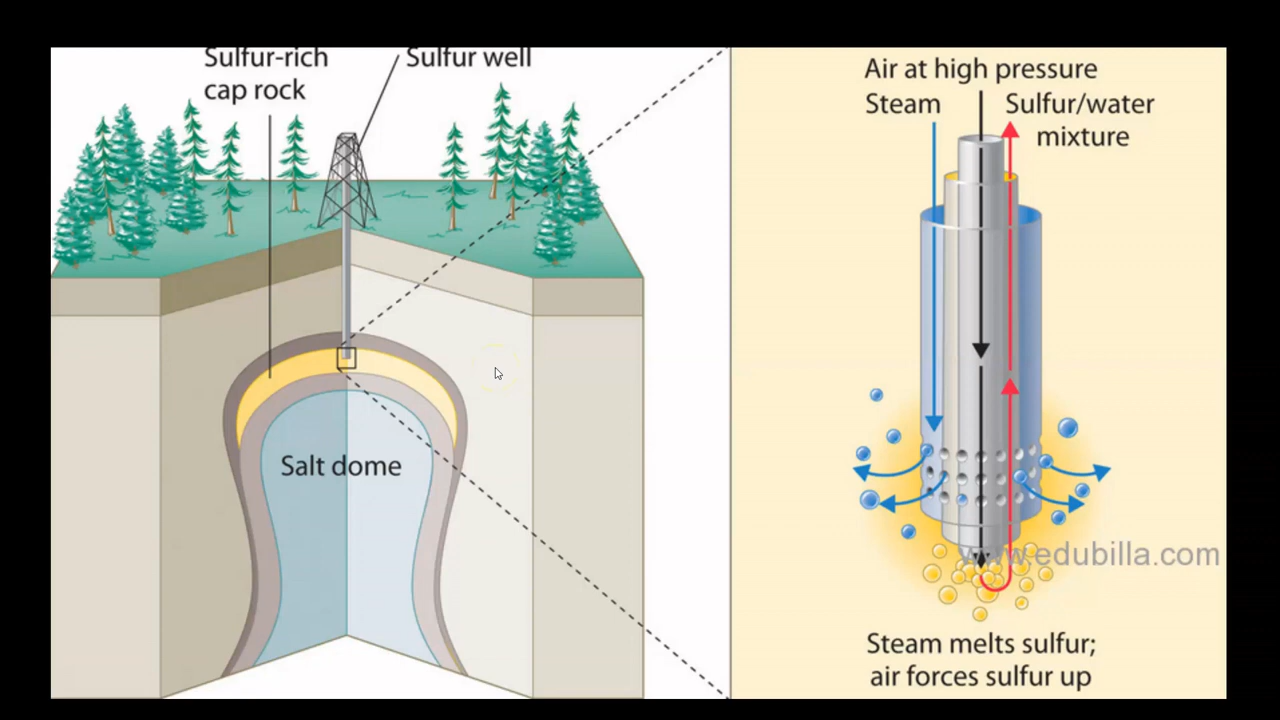 Sulfur-rich
cap rock
Sulfur well
Salt dome
Air at high pressure
Steam
Sulfur/water
mixture
www.edubilla.com
Steam melts sulfur;
air forces sulfur up